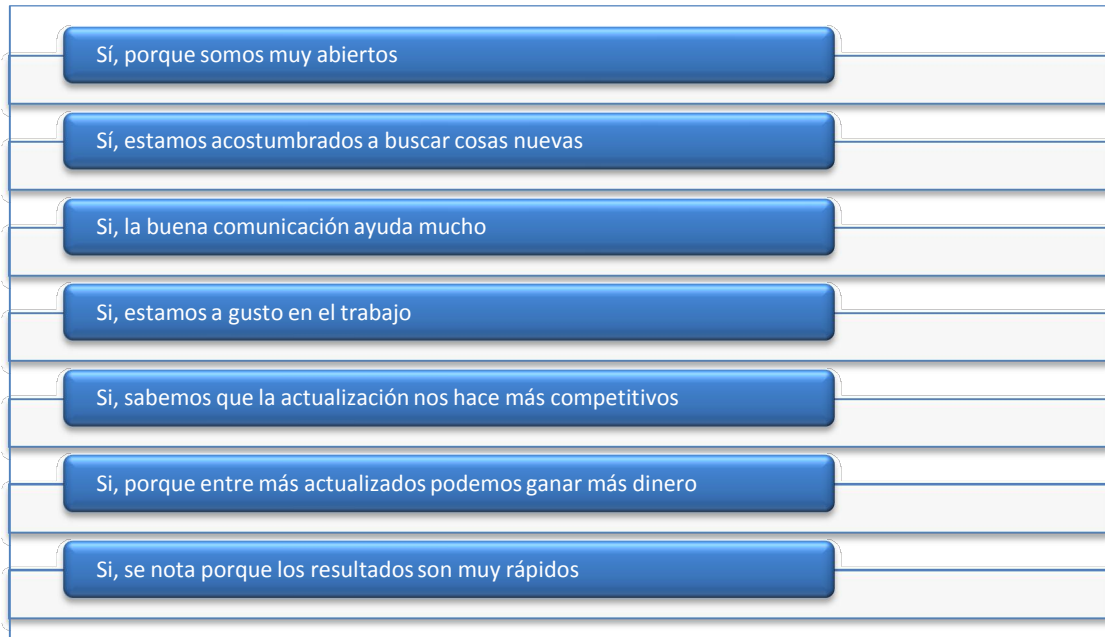 Sí, porque somos muy abiertos
Sí, estamos acostumbrados a buscar cosas nuevas
Si, la buena comunicación ayuda mucho
Si, estamos a gusto en el trabajo
Si, sabemos que la actualización nos hace más competitivos
Si, porque entre más actualizados podemos ganar más dinero
Si, se nota porque los resultados son muy rápidos